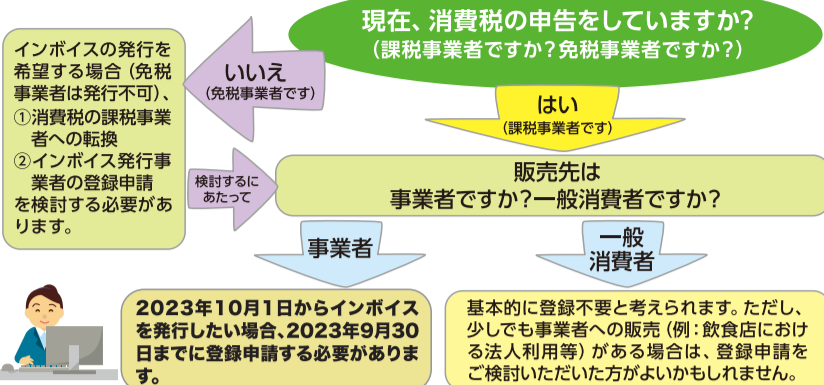 現在、消費税の申告をしていますか?
(課税事業者ですか?免税事業者ですか?)
いいえ
(免税事業者です)
はい
(課税事業者です)
インボイスの発行を
希望する場合(免税
事業者は発行不可)、
①消費税の課税事業
者への転換
②インボイス発行事
業者の登録申請
を検討する必要があ
ります。
検討するに
あたって
販売先は
事業者ですか?一般消費者ですか?
事業者
一般
消費者
2023年10月1日からインボイス
を発行したい場合、2023年9月30
日までに登録申請する必要がありま
す。
基本的に登録不要と考えられます。ただし、
少しでも事業者への販売(例:飲食店におけ
る法人利用等)がある場合は、登録申請を
ご検討いただいた方がよいかもしれません。